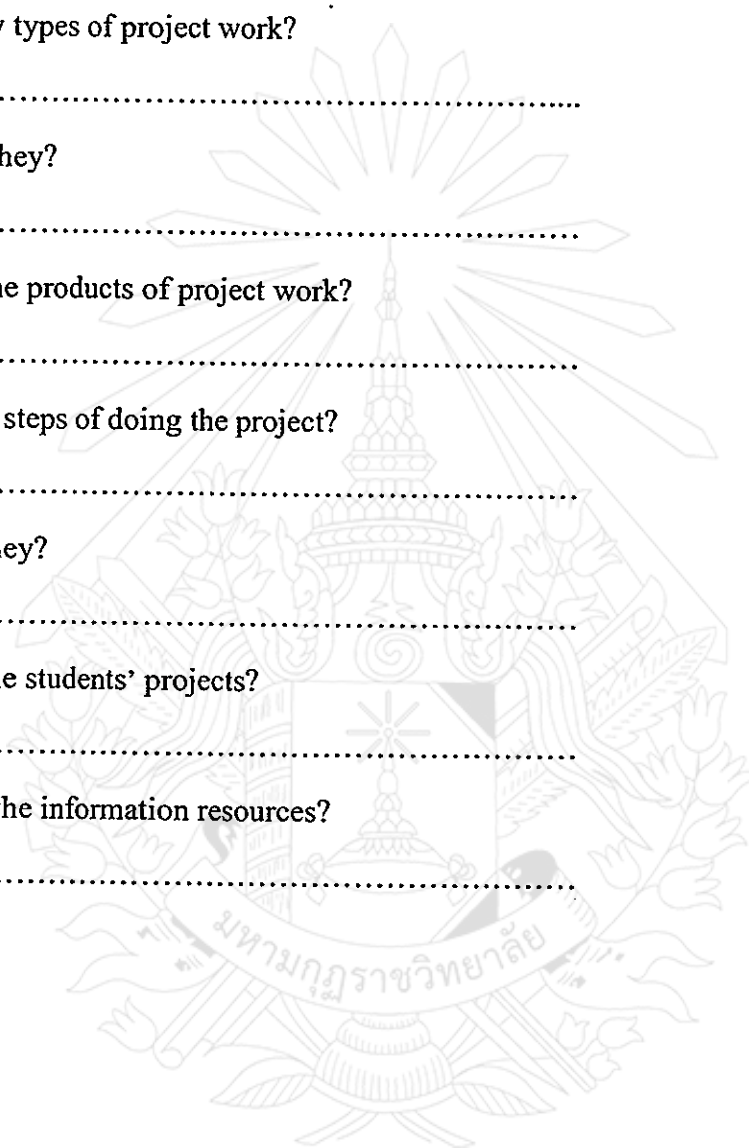 types of project work?
................................................................
hey?
................................................................
e products of project work?
................................................................
steps of doing the project?
................................................................
ey?
................................................................
e students’ projects?
................................................................
he information resources?
................................................................
มหามกุฏราชวิทยาลัย